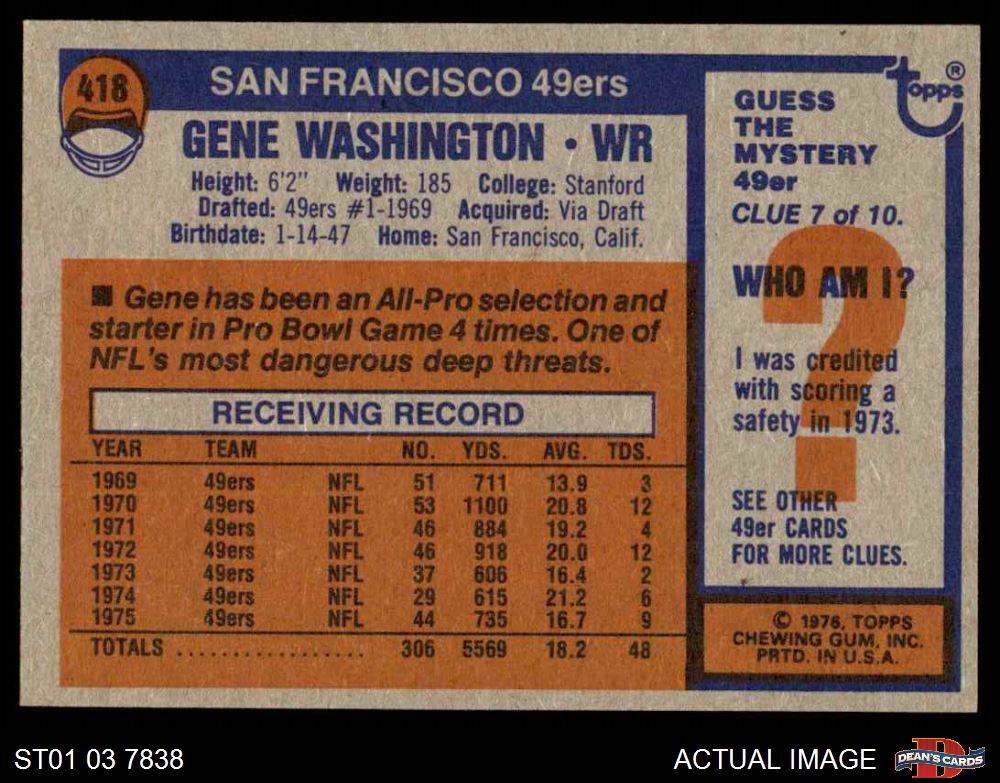 418
SAN FRANCISCO 49ers
GENE WASHINGTON • WR
Height: 6'2" Weight: 185 College: Stanford
Drafted: 49ers #1-1969 Acquired: Via Draft
Birthdate: 1-14-47 Home: San Francisco, Calif.
■ Gene has been an All-Pro selection and
starter in Pro Bowl Game 4 times. One of
NFL's most dangerous deep threats.
RECEIVING RECORD
YEAR TEAM NO. YDS. AVG. TDS.
1969 49ers NFL 51 711 13.9 3
1970 49ers NFL 53 1100 20.8 12
1971 49ers NFL 46 884 19.2 4
1972 49ers NFL 46 918 20.0 12
1973 49ers NFL 37 606 16.4 2
1974 49ers NFL 29 615 21.2 6
1975 49ers NFL 44 735 16.7 9
TOTALS .................. 306 5569 18.2 48
topps®
GUESS
THE
MYSTERY
49er
CLUE 7 of 10.
WHO AM I?
?
I was credited
with scoring a
safety in 1973.
SEE OTHER
49er CARDS
FOR MORE CLUES.
© 1976, TOPPS
CHEWING GUM, INC.
PRTD. IN U.S.A.
ST01 03 7838
ACTUAL IMAGE
D
DEAN'S CARDS